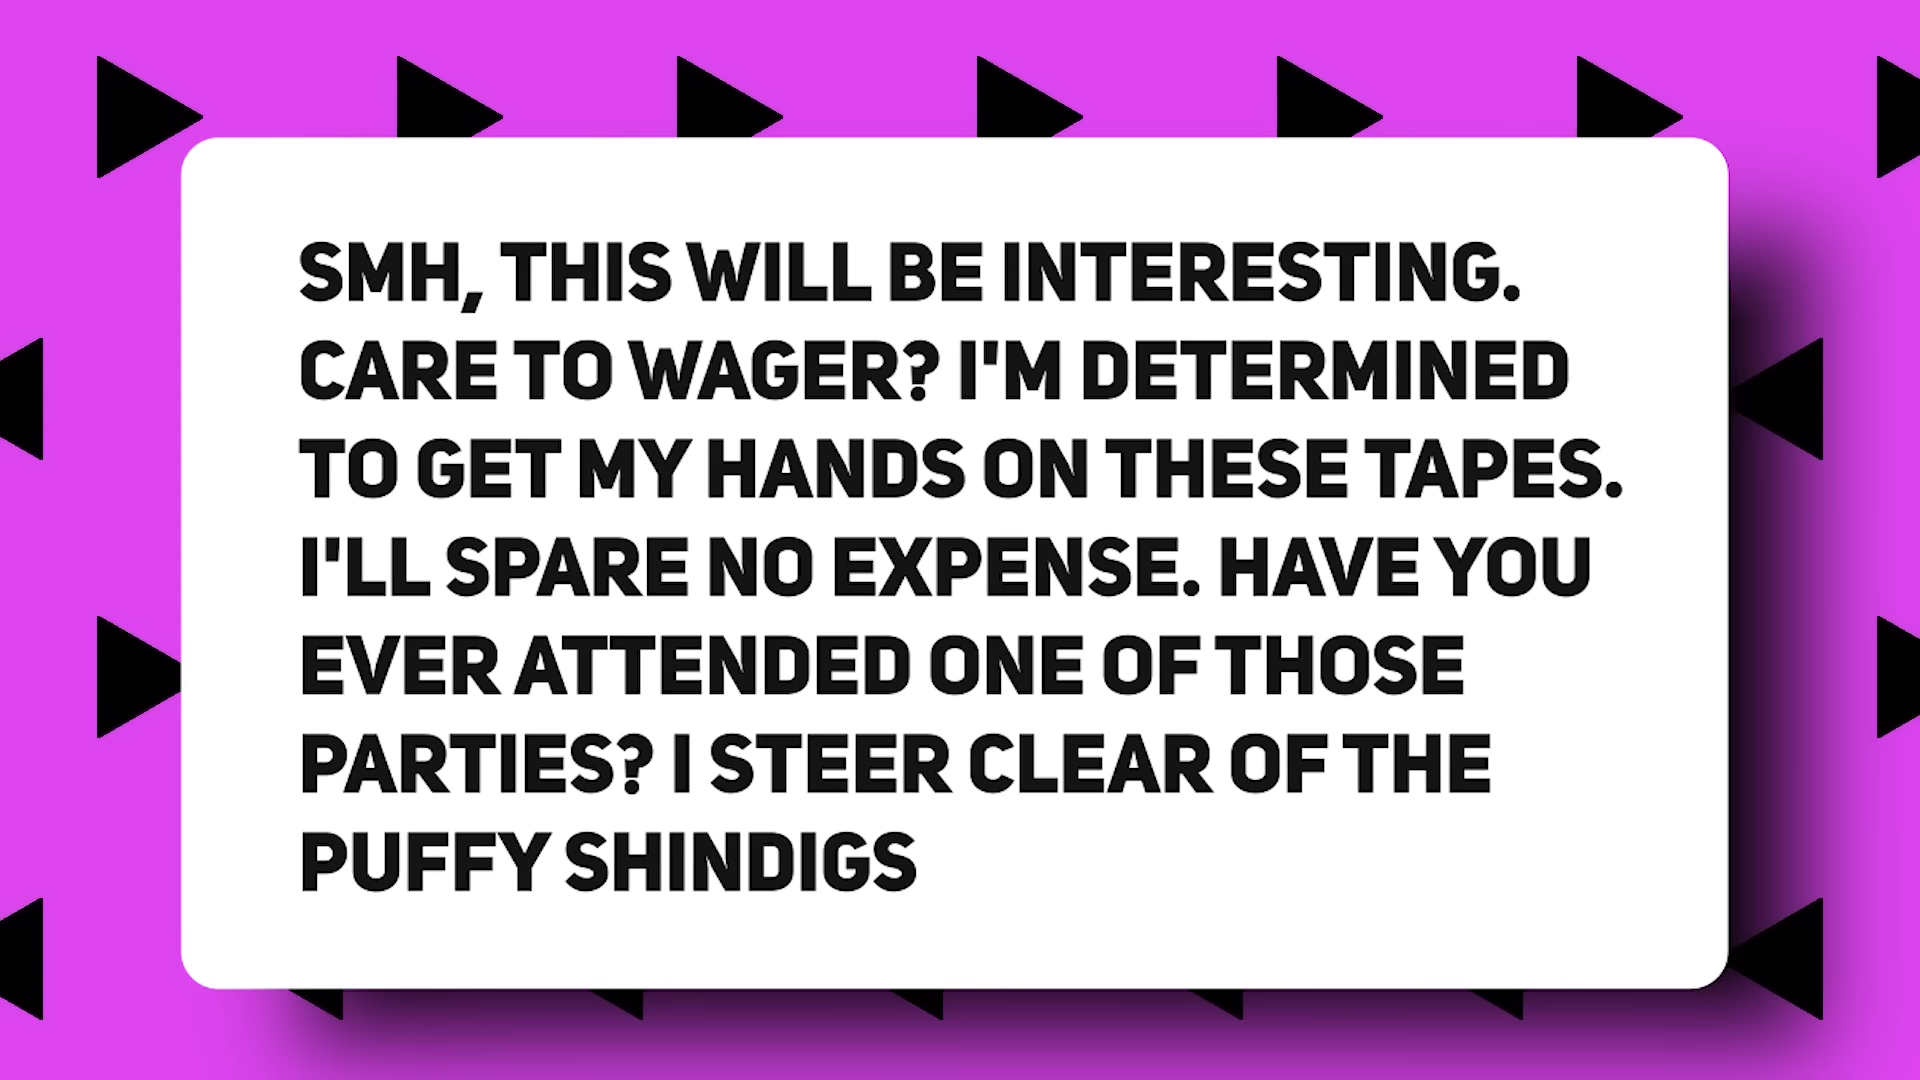 SMH, THIS WILL BE INTERESTING.
CARE TO WAGER? I'M DETERMINED
TO GET MY HANDS ON THESE TAPES.
I'LL SPARE NO EXPENSE. HAVE YOU
EVER ATTENDED ONE OF THOSE
PARTIES? I STEER CLEAR OF THE
PUFFY SHINDIGS